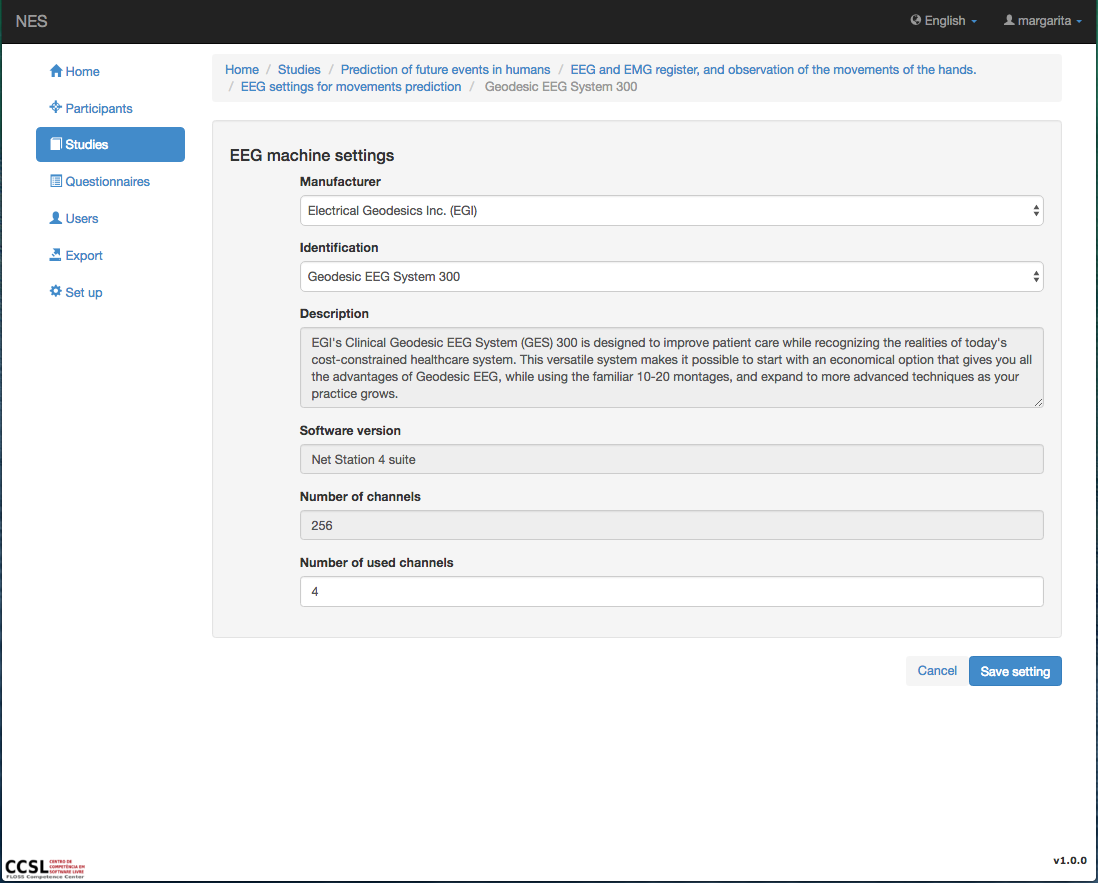 NES
English
margarita
Home
Participants
Studies
Questionnaires
Users
Export
Set up
Home / Studies / Prediction of future events in humans / EEG and EMG register, and observation of the movements of the hands.
/ EEG settings for movements prediction / Geodesic EEG System 300
EEG machine settings
Manufacturer
Electrical Geodesics Inc. (EGI)
Identification
Geodesic EEG System 300
Description
EGI's Clinical Geodesic EEG System (GES) 300 is designed to improve patient care while recognizing the realities of today's
cost-constrained healthcare system. This versatile system makes it possible to start with an economical option that gives you all
the advantages of Geodesic EEG, while using the familiar 10-20 montages, and expand to more advanced techniques as your
practice grows.
Software version
Net Station 4 suite
Number of channels
256
Number of used channels
4
Cancel
Save setting
CCSL
CENTRO DE
COMPETÊNCIA EM
SOFTWARE LIVRE
FLOSS Competence Center
v1.0.0